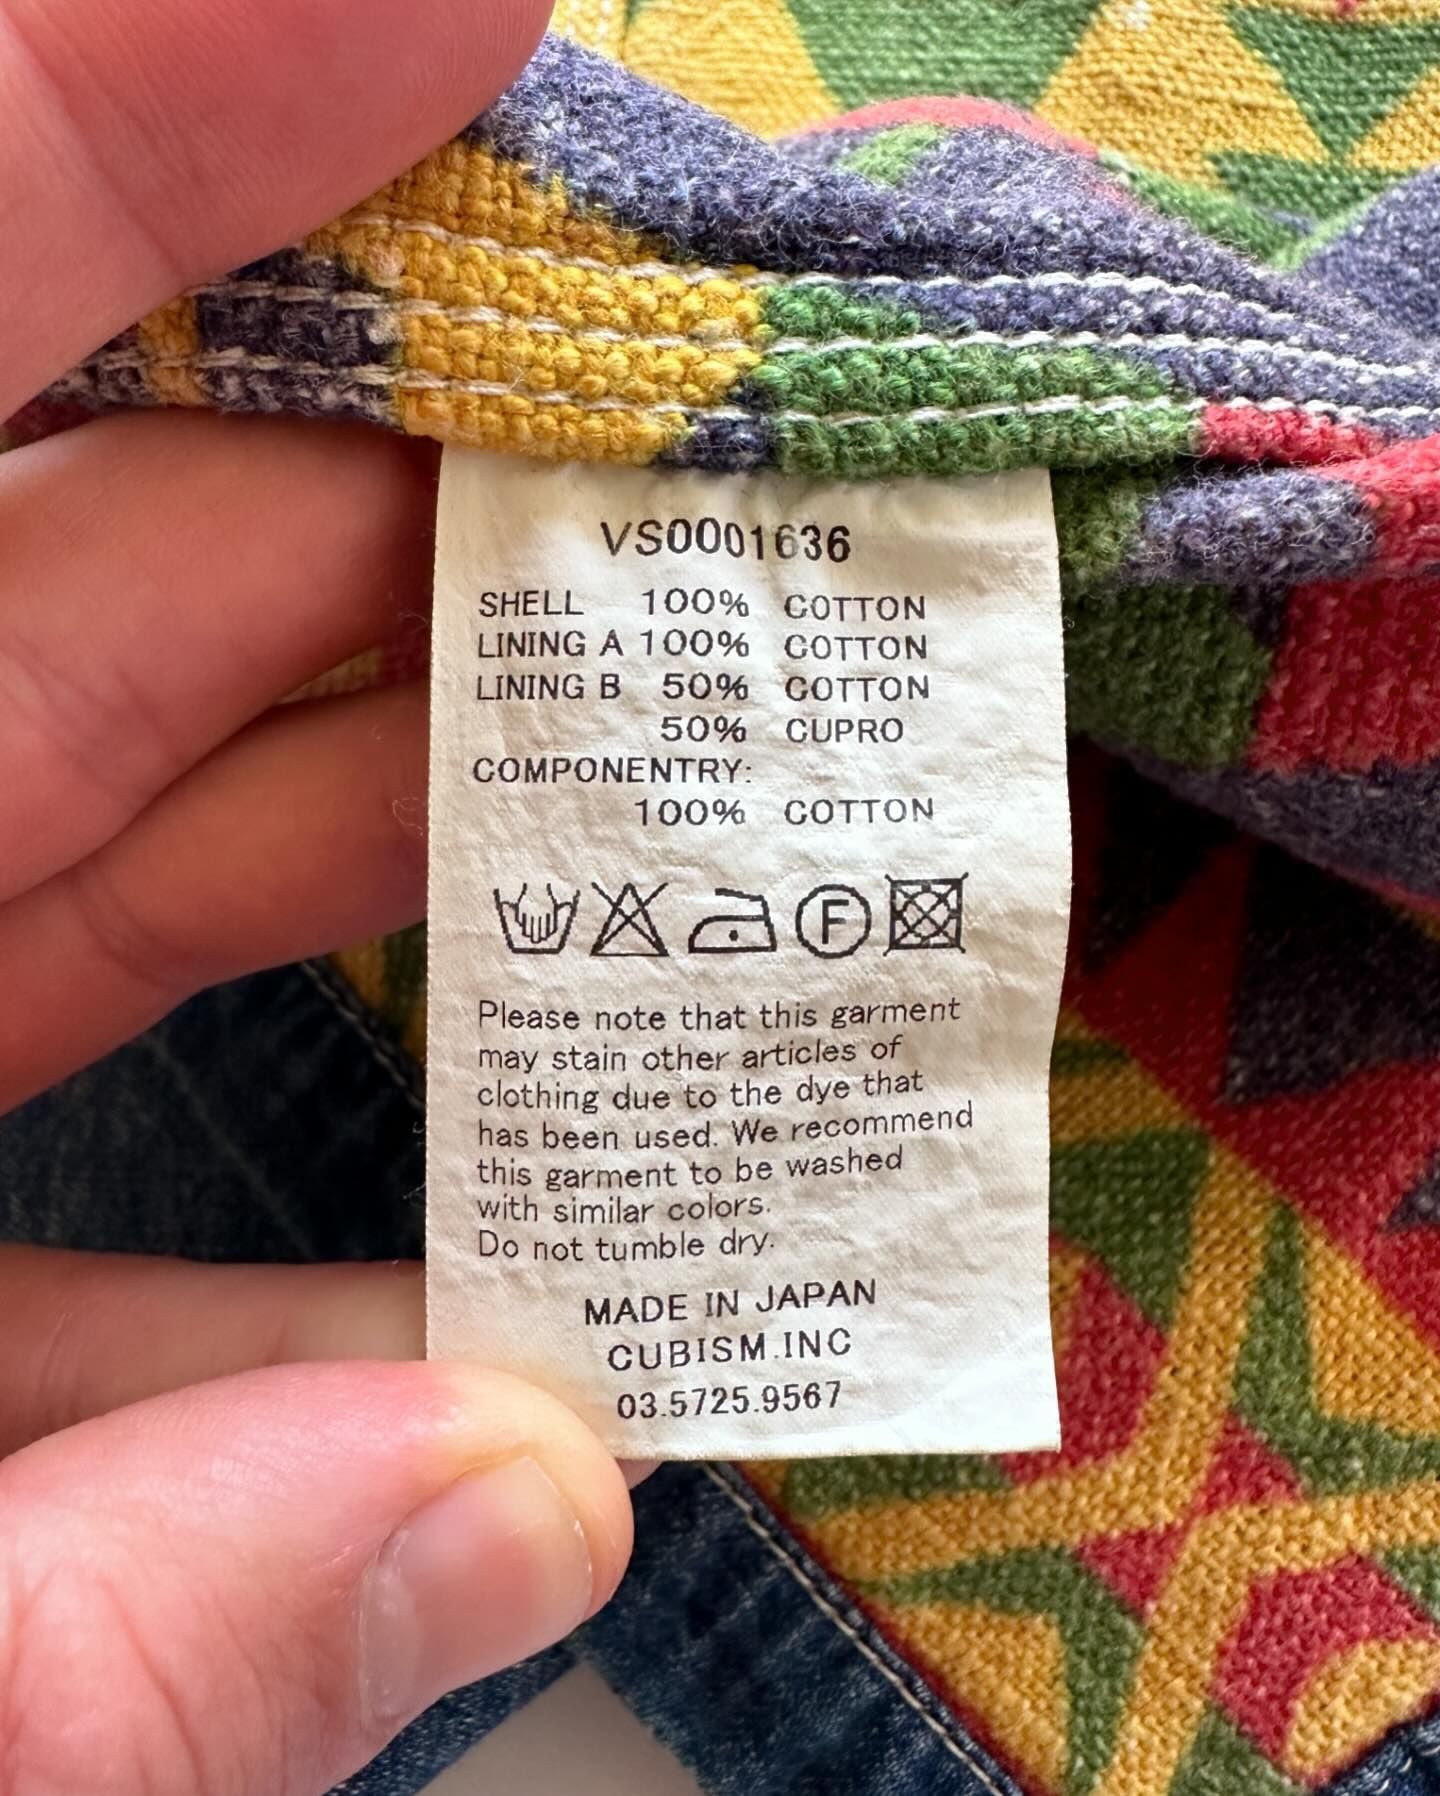 VS0001636
SHELL 100% COTTON
LINING A 100% COTTON
LINING B 50% COTTON
50% CUPRO
COMPONENTRY:
100% COTTON
F
Please note that this garment
may stain other articles of
clothing due to the dye that
has been used. We recommend
this garment to be washed
with similar colors.
Do not tumble dry.
MADE IN JAPAN
CUBISM.INC
03.5725.9567